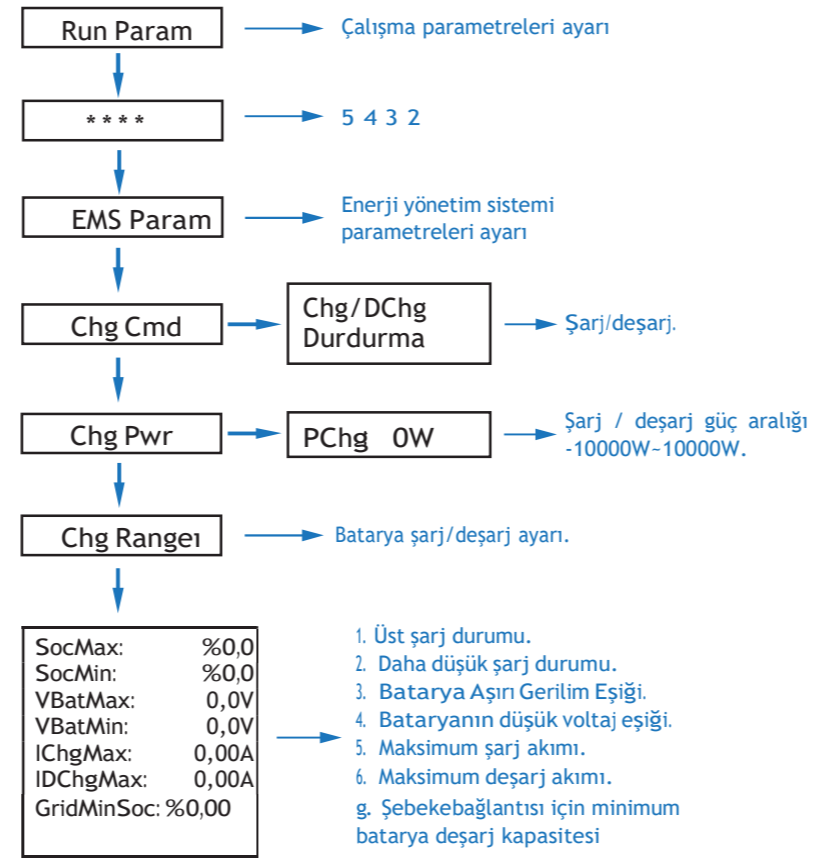 Run Param
Çalışma parametreleri ayarı
****
5 4 3 2
EMS Param
Enerji yönetim sistemi
parametreleri ayarı
Chg Cmd
Chg/DChg
Durdurma
Şarj/deşarj.
Chg Pwr
PChg 0W
Şarj / deşarj güç aralığı
-10000W~10000W.
Chg Rangeı
Batarya şarj/deşarj ayarı.
SocMax: %0,0
SocMin: %0,0
VBatMax: 0,0V
VBatMin: 0,0V
IChgMax: 0,00A
IDChgMax: 0,00A
GridMinSoc: %0,00
1. Üst şarj durumu.
2. Daha düşük şarj durumu.
3. Batarya Aşırı Gerilim Eşiği.
4. Bataryanın düşük voltaj eşiği.
5. Maksimum şarj akımı.
6. Maksimum deşarj akımı.
g. Şebekebağlantısı için minimum
batarya deşarj kapasitesi